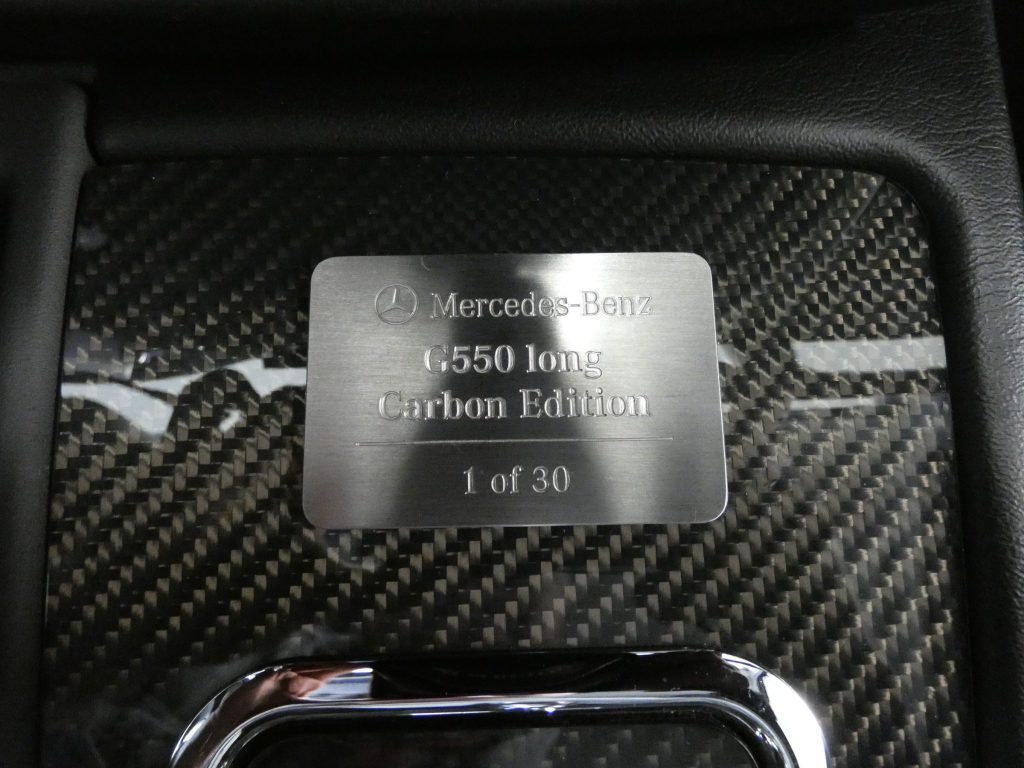 Mercedes-Benz
G550 long
Carbon Edition
1 of 30